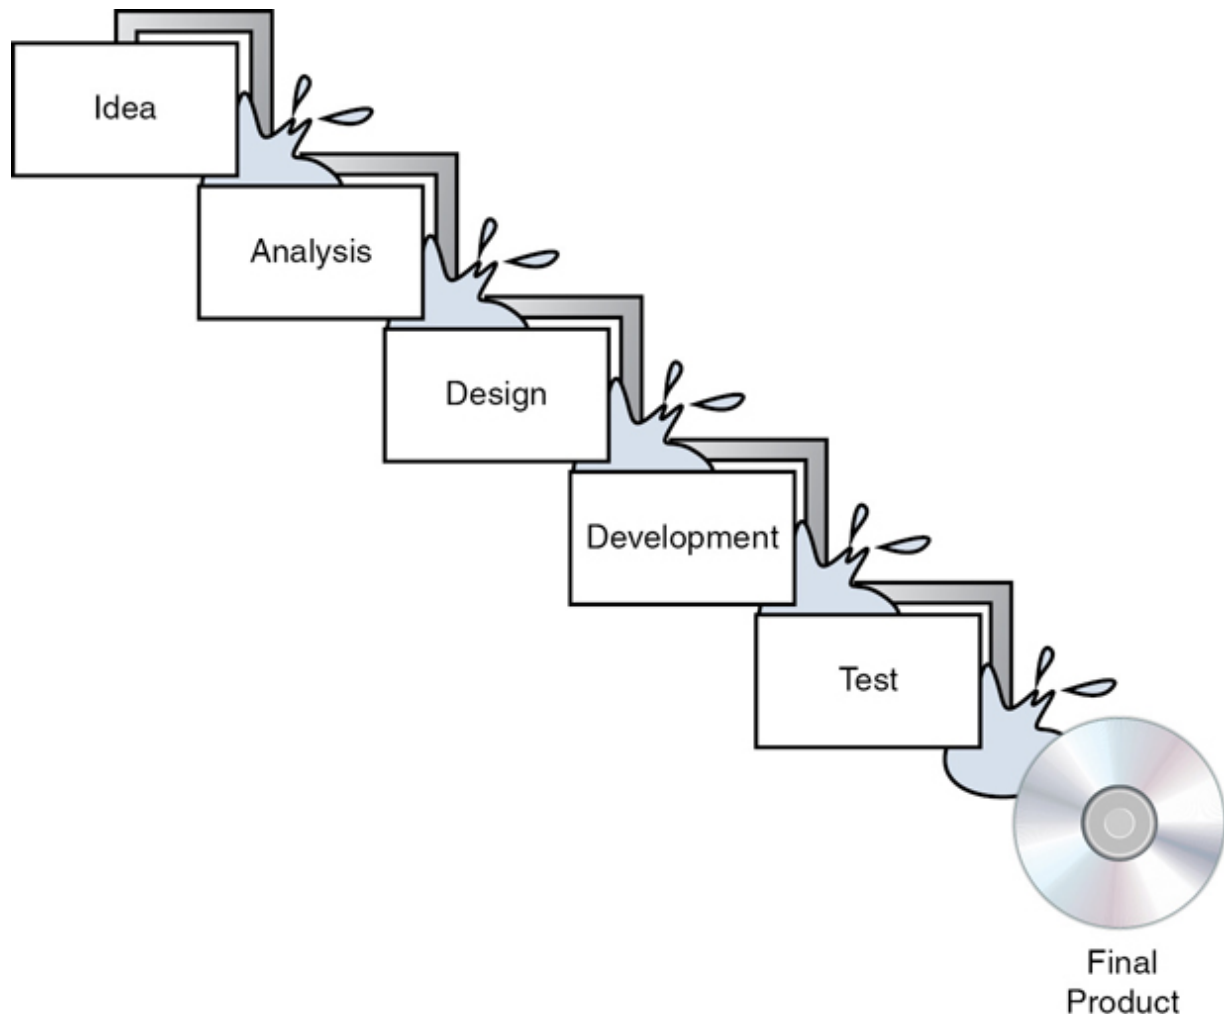 Idea
Analysis
Design
Development
Test
Final
Product